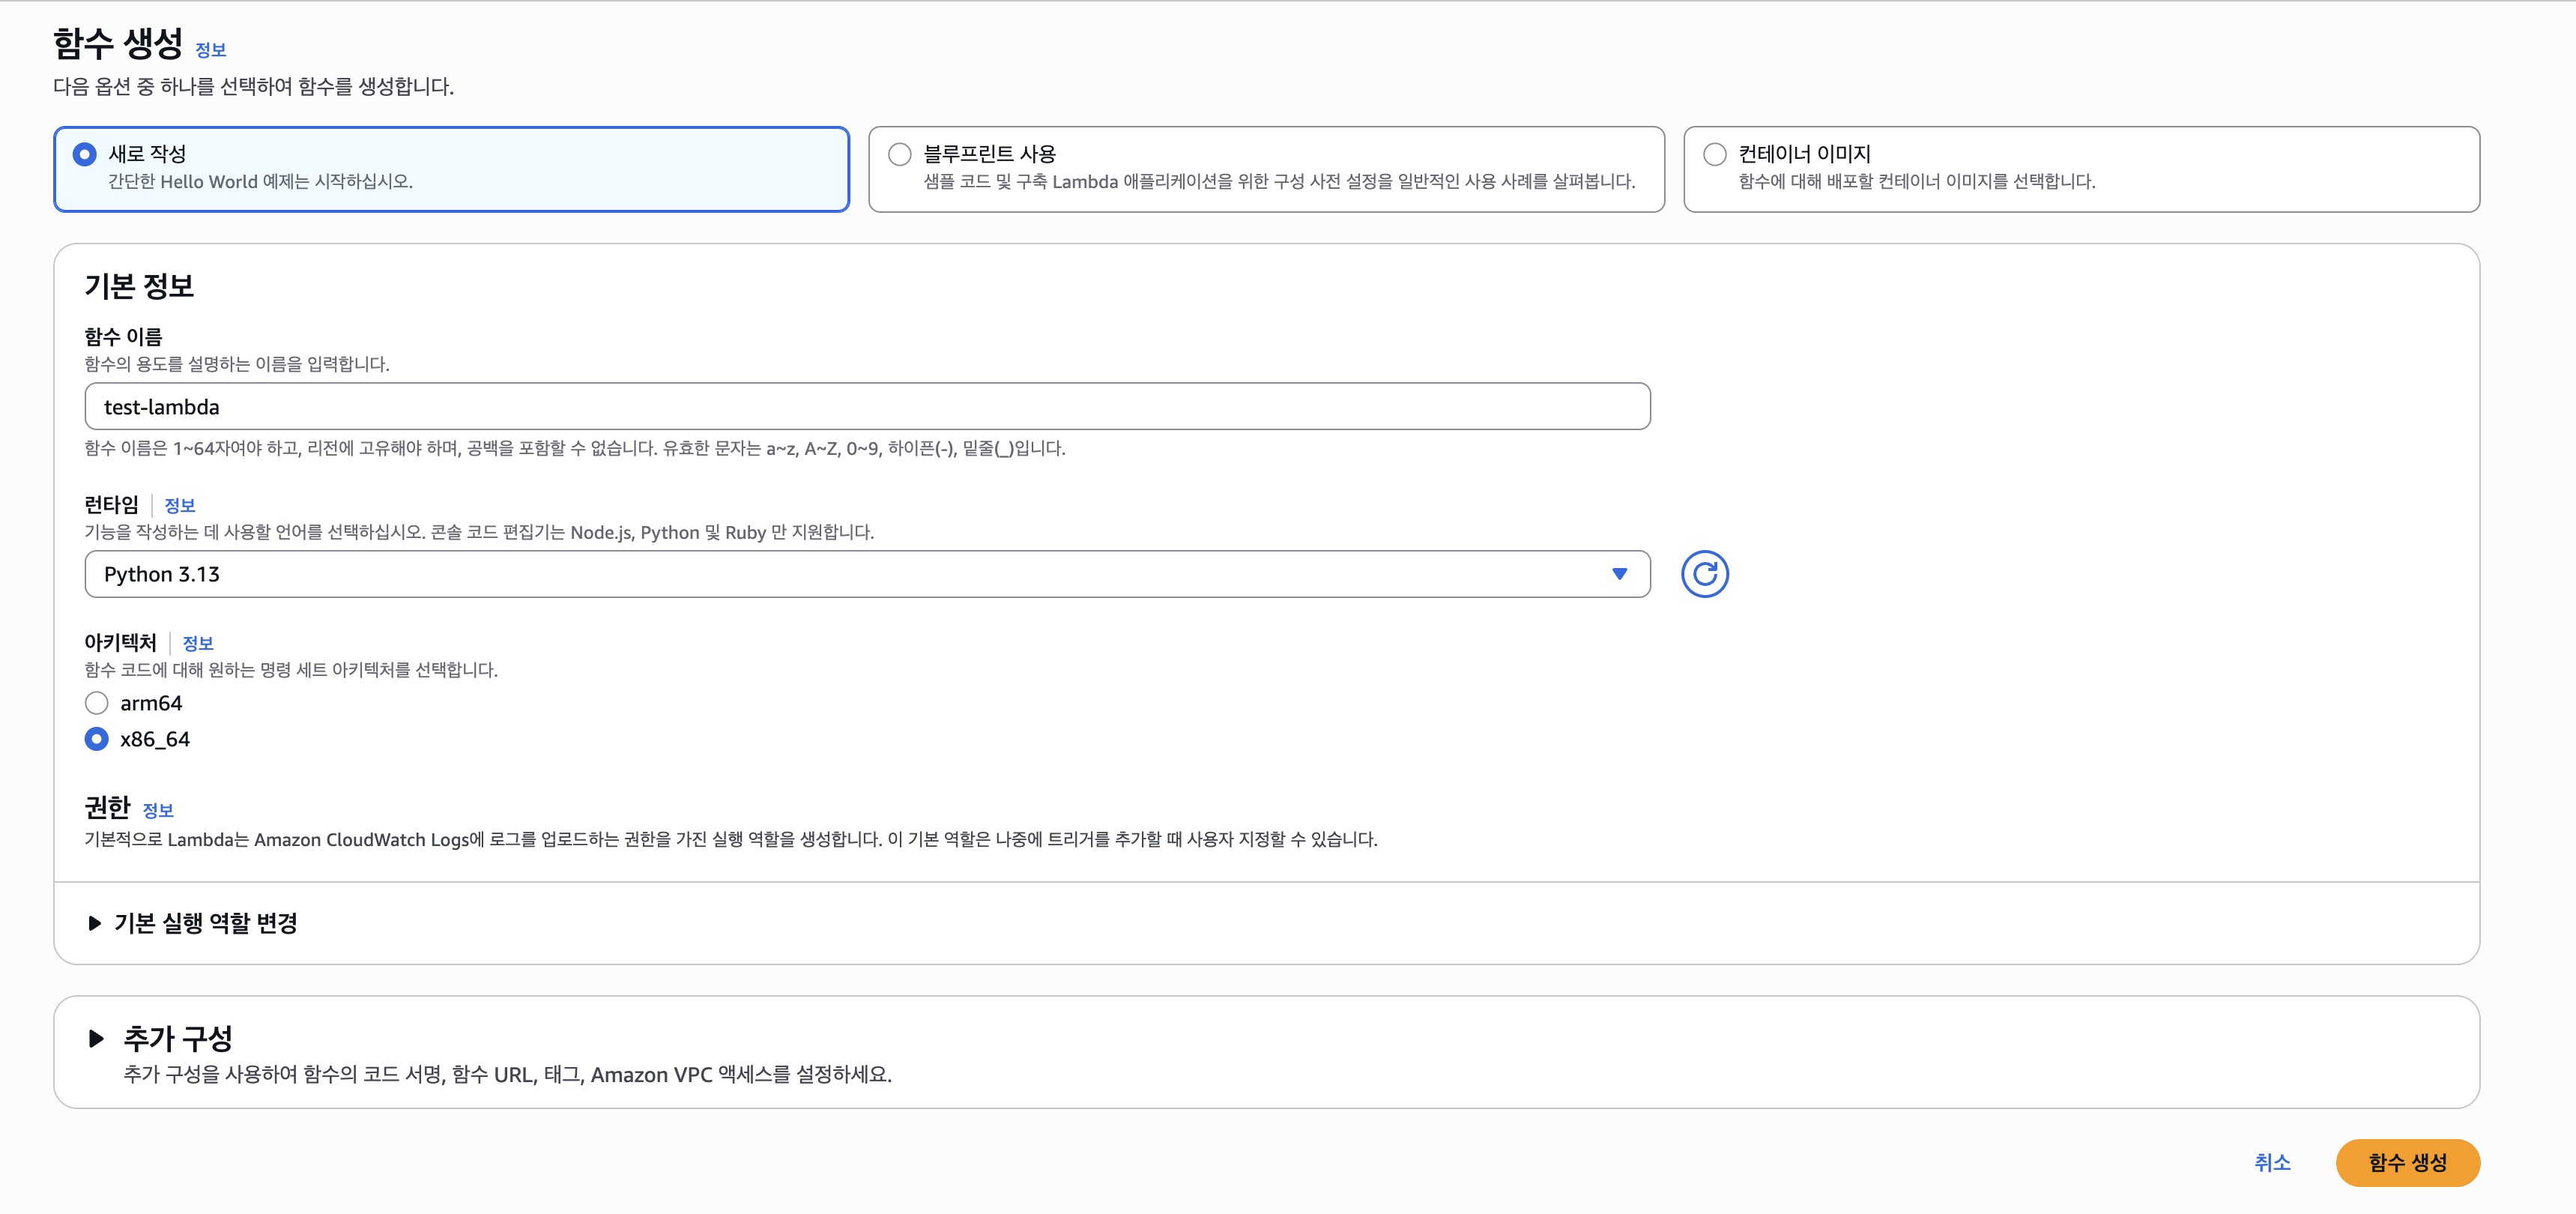 함수 생성 정보
다음 옵션 중 하나를 선택하여 함수를 생성합니다.
새로 작성
간단한 Hello World 예제는 시작하십시오.
블루프린트 사용
샘플 코드 및 구축 Lambda 애플리케이션을 위한 구성 사전 설정을 일반적인 사용 사례를 살펴봅니다.
컨테이너 이미지
함수에 대해 배포할 컨테이너 이미지를 선택합니다.
기본 정보
함수 이름
함수의 용도를 설명하는 이름을 입력합니다.
test-lambda
함수 이름은 1~64자여야 하고, 리전에 고유해야 하며, 공백을 포함할 수 없습니다. 유효한 문자는 a~z, A~Z, 0~9, 하이픈(-), 밑줄(_)입니다.
런타임 정보
기능을 작성하는 데 사용할 언어를 선택하십시오. 콘솔 코드 편집기는 Node.js, Python 및 Ruby 만 지원합니다.
Python 3.13
아키텍처 정보
함수 코드에 대해 원하는 명령 세트 아키텍처를 선택합니다.
arm64
x86_64
권한 정보
기본적으로 Lambda는 Amazon CloudWatch Logs에 로그를 업로드하는 권한을 가진 실행 역할을 생성합니다. 이 기본 역할은 나중에 트리거를 추가할 때 사용자 지정할 수 있습니다.
기본 실행 역할 변경
추가 구성
추가 구성을 사용하여 함수의 코드 서명, 함수 URL, 태그, Amazon VPC 액세스를 설정하세요.
취소
함수 생성